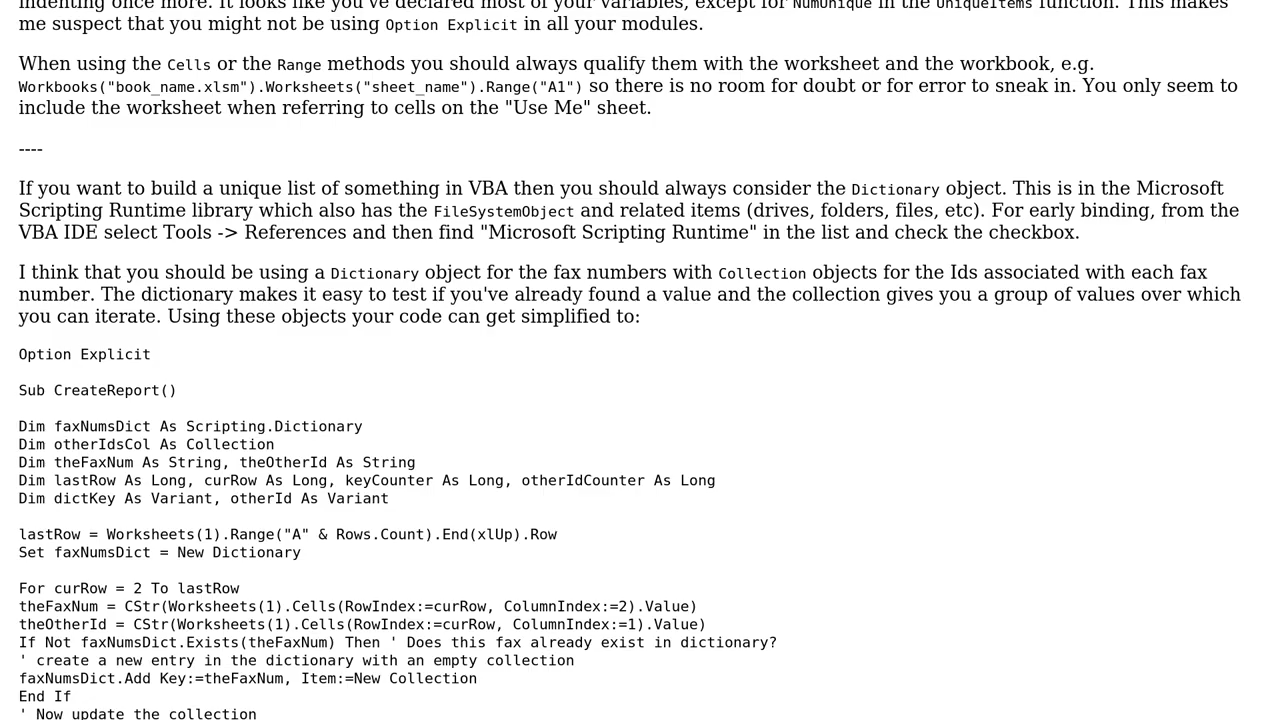 indenting once more. It looks like you've declared most of your variables, except for NumUnique in the UniqueItems function. This makes
me suspect that you might not be using Option Explicit in all your modules.
When using the Cells or the Range methods you should always qualify them with the worksheet and the workbook, e.g.
Workbooks("book_name.xlsm").Worksheets("sheet_name").Range("A1") so there is no room for doubt or for error to sneak in. You only seem to
include the worksheet when referring to cells on the "Use Me" sheet.
----
If you want to build a unique list of something in VBA then you should always consider the Dictionary object. This is in the Microsoft
Scripting Runtime library which also has the FileSystemObject and related items (drives, folders, files, etc). For early binding, from the
VBA IDE select Tools -> References and then find "Microsoft Scripting Runtime" in the list and check the checkbox.
I think that you should be using a Dictionary object for the fax numbers with Collection objects for the Ids associated with each fax
number. The dictionary makes it easy to test if you've already found a value and the collection gives you a group of values over which
you can iterate. Using these objects your code can get simplified to:
Option Explicit
Sub CreateReport()
Dim faxNumsDict As Scripting.Dictionary
Dim otherIdsCol As Collection
Dim theFaxNum As String, theOtherId As String
Dim lastRow As Long, curRow As Long, keyCounter As Long, otherIdCounter As Long
Dim dictKey As Variant, otherId As Variant
lastRow = Worksheets(1).Range("A" & Rows.Count).End(xlUp).Row
Set faxNumsDict = New Dictionary
For curRow = 2 To lastRow
theFaxNum = CStr(Worksheets(1).Cells(RowIndex:=curRow, ColumnIndex:=2).Value)
theOtherId = CStr(Worksheets(1).Cells(RowIndex:=curRow, ColumnIndex:=1).Value)
If Not faxNumsDict.Exists(theFaxNum) Then ' Does this fax already exist in dictionary?
' create a new entry in the dictionary with an empty collection
faxNumsDict.Add Key:=theFaxNum, Item:=New Collection
End If
' Now update the collection